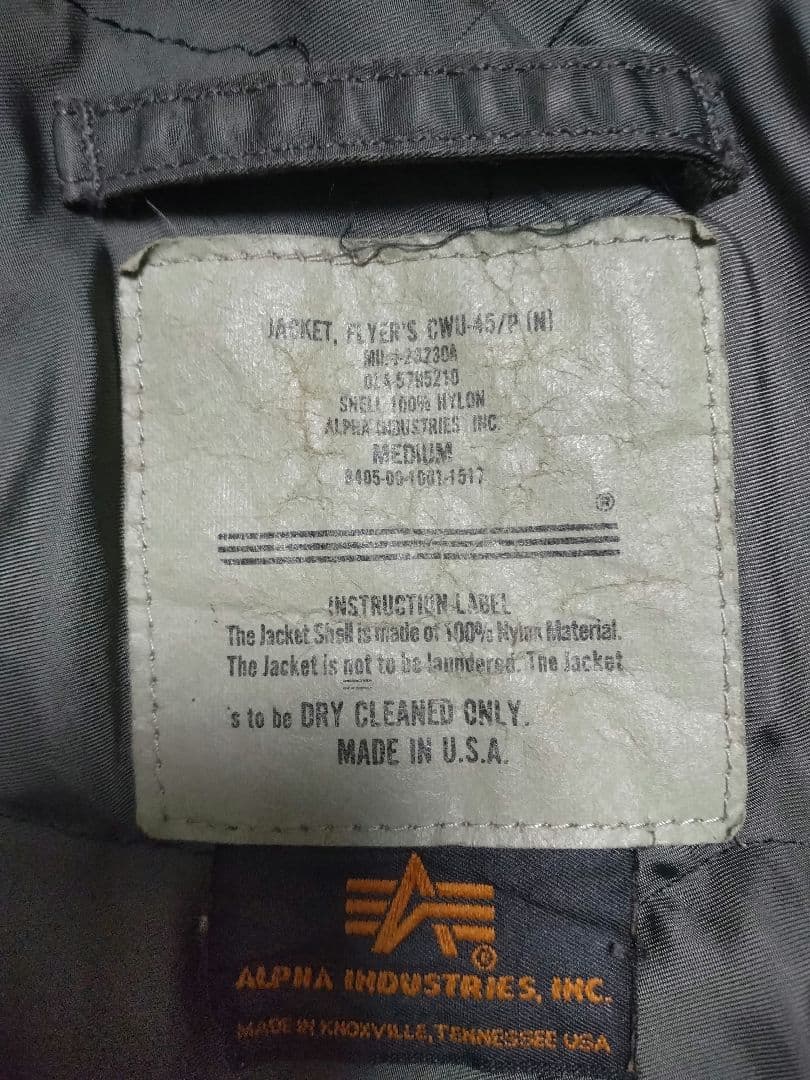 JACKET, FLYER'S CWU-45/P (N)
MIL-J-23230A
SHELL 100% NYLON
ALPHA INDUSTRIES INC.
MEDIUM
®
INSTRUCTION LABEL
The Jacket Shell is made of 100% Nylon Material.
The Jacket is not to be laundered. The Jacket
is to be DRY CLEANED ONLY.
MADE IN U.S.A.
®
ALPHA INDUSTRIES, INC.
MADE IN KNOXVILLE, TENNESSEE USA